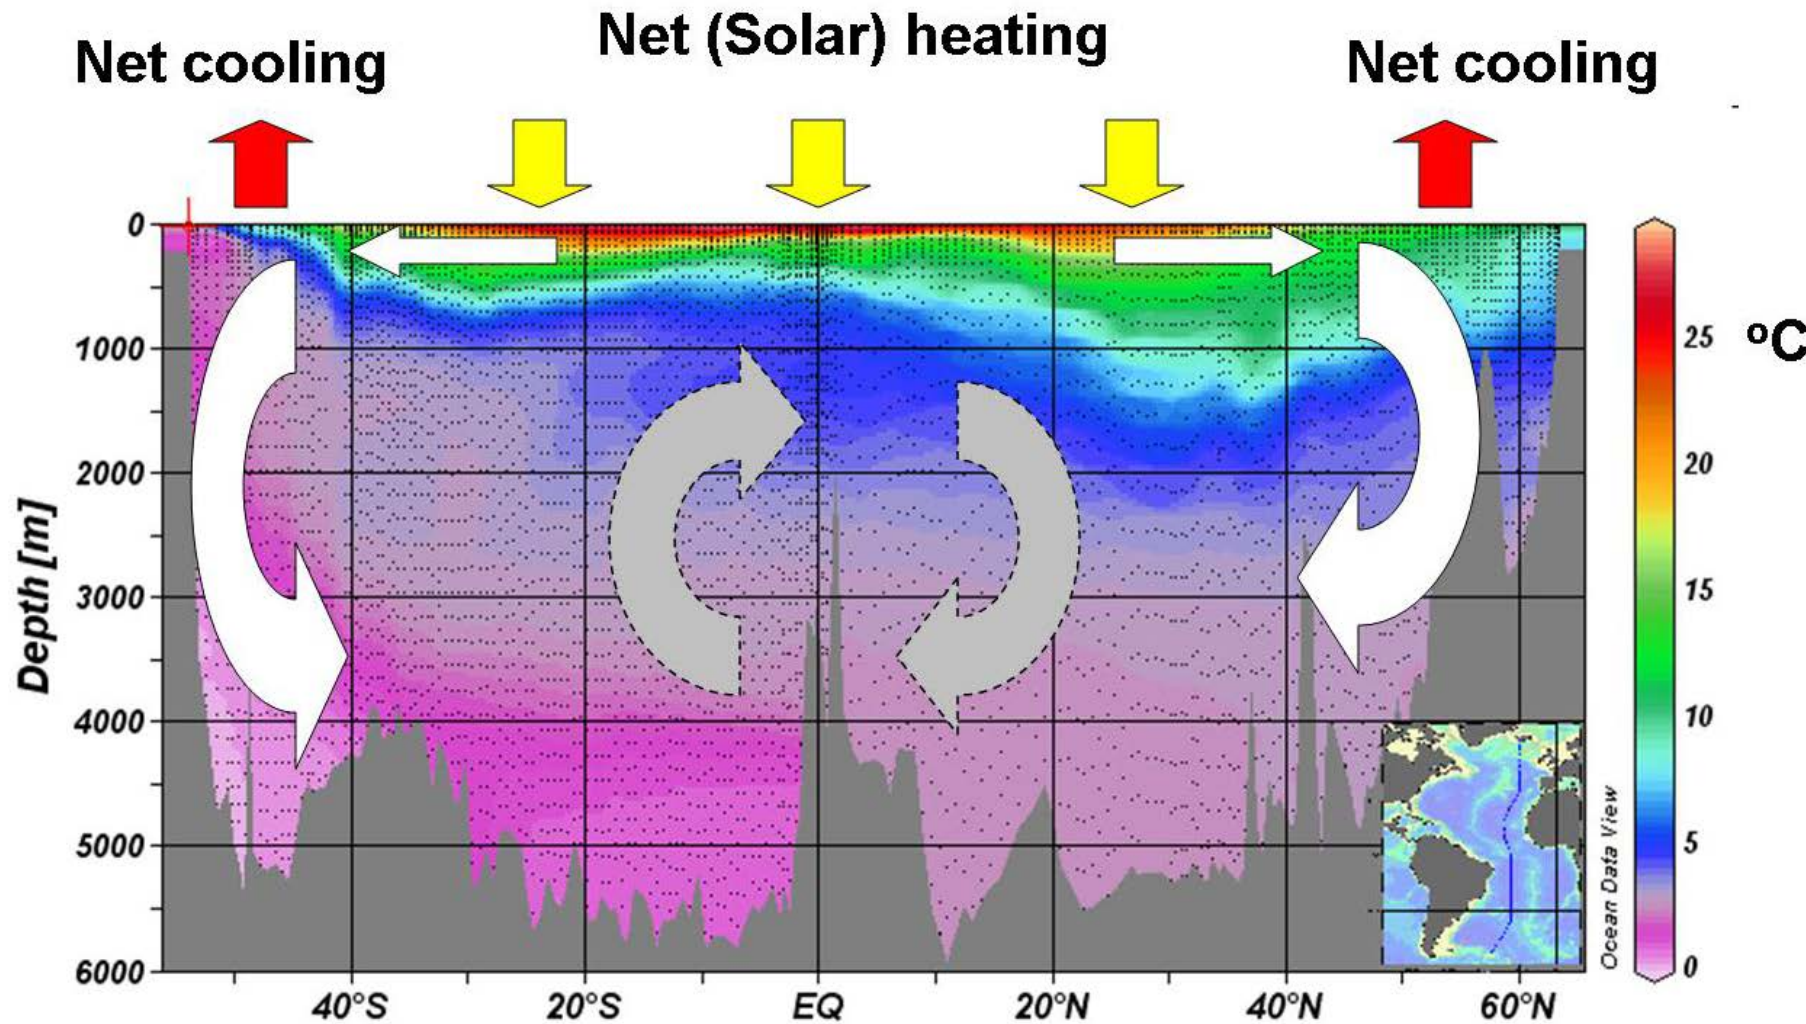 Net (Solar) heating
Net cooling
Net cooling
0
1000
2000
3000
4000
5000
6000
Depth [m]
40°S
20°S
EQ
20°N
40°N
60°N
25
20
15
10
5
0
°C
Ocean Data View